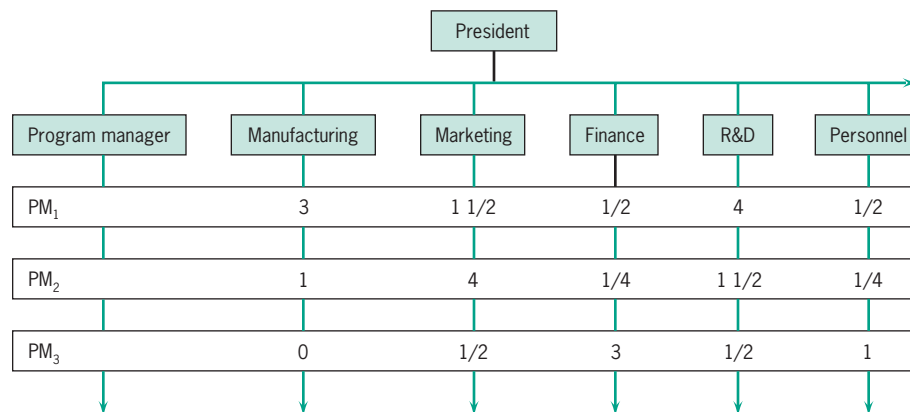 President
Program manager Manufacturing Marketing Finance R&D Personnel
PM₁ 3 1 1/2 1/2 4 1/2
PM₂ 1 4 1/4 1 1/2 1/4
PM₃ 0 1/2 3 1/2 1